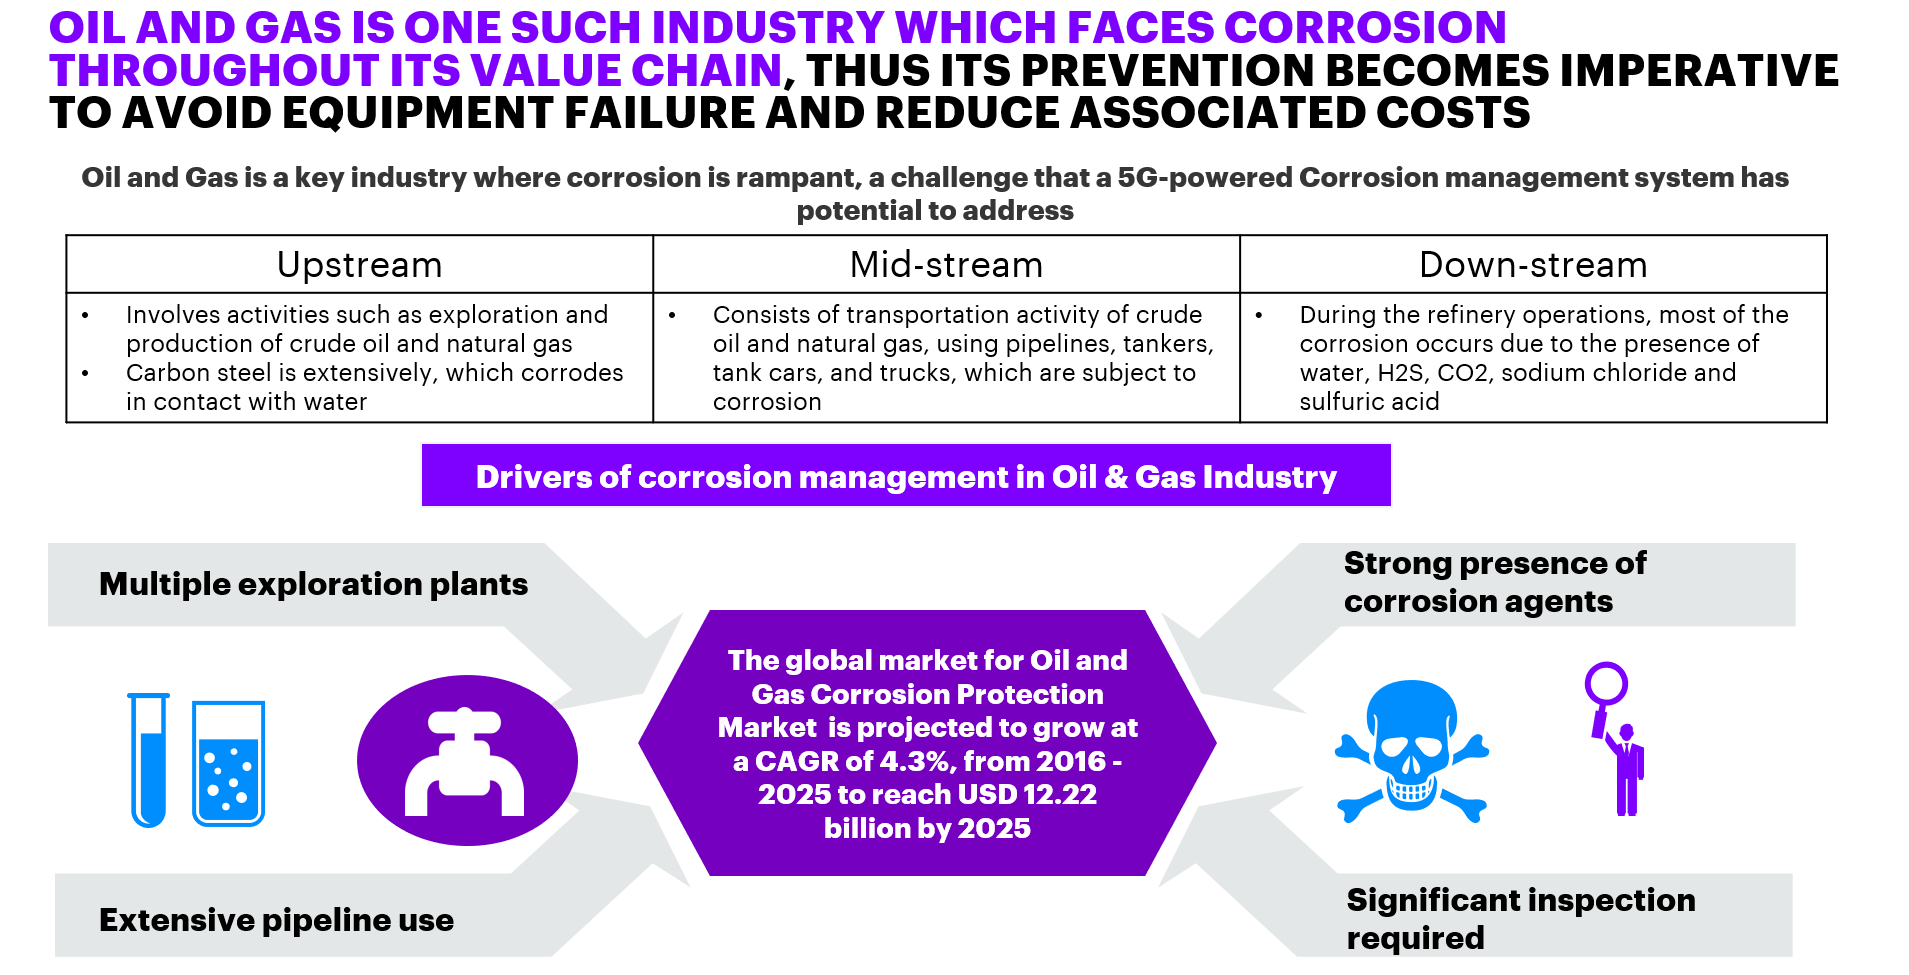 OIL AND GAS IS ONE SUCH INDUSTRY WHICH FACES CORROSION
THROUGHOUT ITS VALUE CHAIN, THUS ITS PREVENTION BECOMES IMPERATIVE
TO AVOID EQUIPMENT FAILURE AND REDUCE ASSOCIATED COSTS
Oil and Gas is a key industry where corrosion is rampant, a challenge that a 5G-powered Corrosion management system has
potential to address
Upstream
Mid-stream
Down-stream
• Involves activities such as exploration and
production of crude oil and natural gas
• Carbon steel is extensively, which corrodes
in contact with water
• Consists of transportation activity of crude
oil and natural gas, using pipelines, tankers,
tank cars, and trucks, which are subject to
corrosion
• During the refinery operations, most of the
corrosion occurs due to the presence of
water, H2S, CO2, sodium chloride and
sulfuric acid
Drivers of corrosion management in Oil & Gas Industry
Multiple exploration plants
Strong presence of
corrosion agents
The global market for Oil and
Gas Corrosion Protection
Market  is projected to grow at
a CAGR of 4.3%, from 2016 -
2025 to reach USD 12.22
billion by 2025
Extensive pipeline use
Significant inspection
required